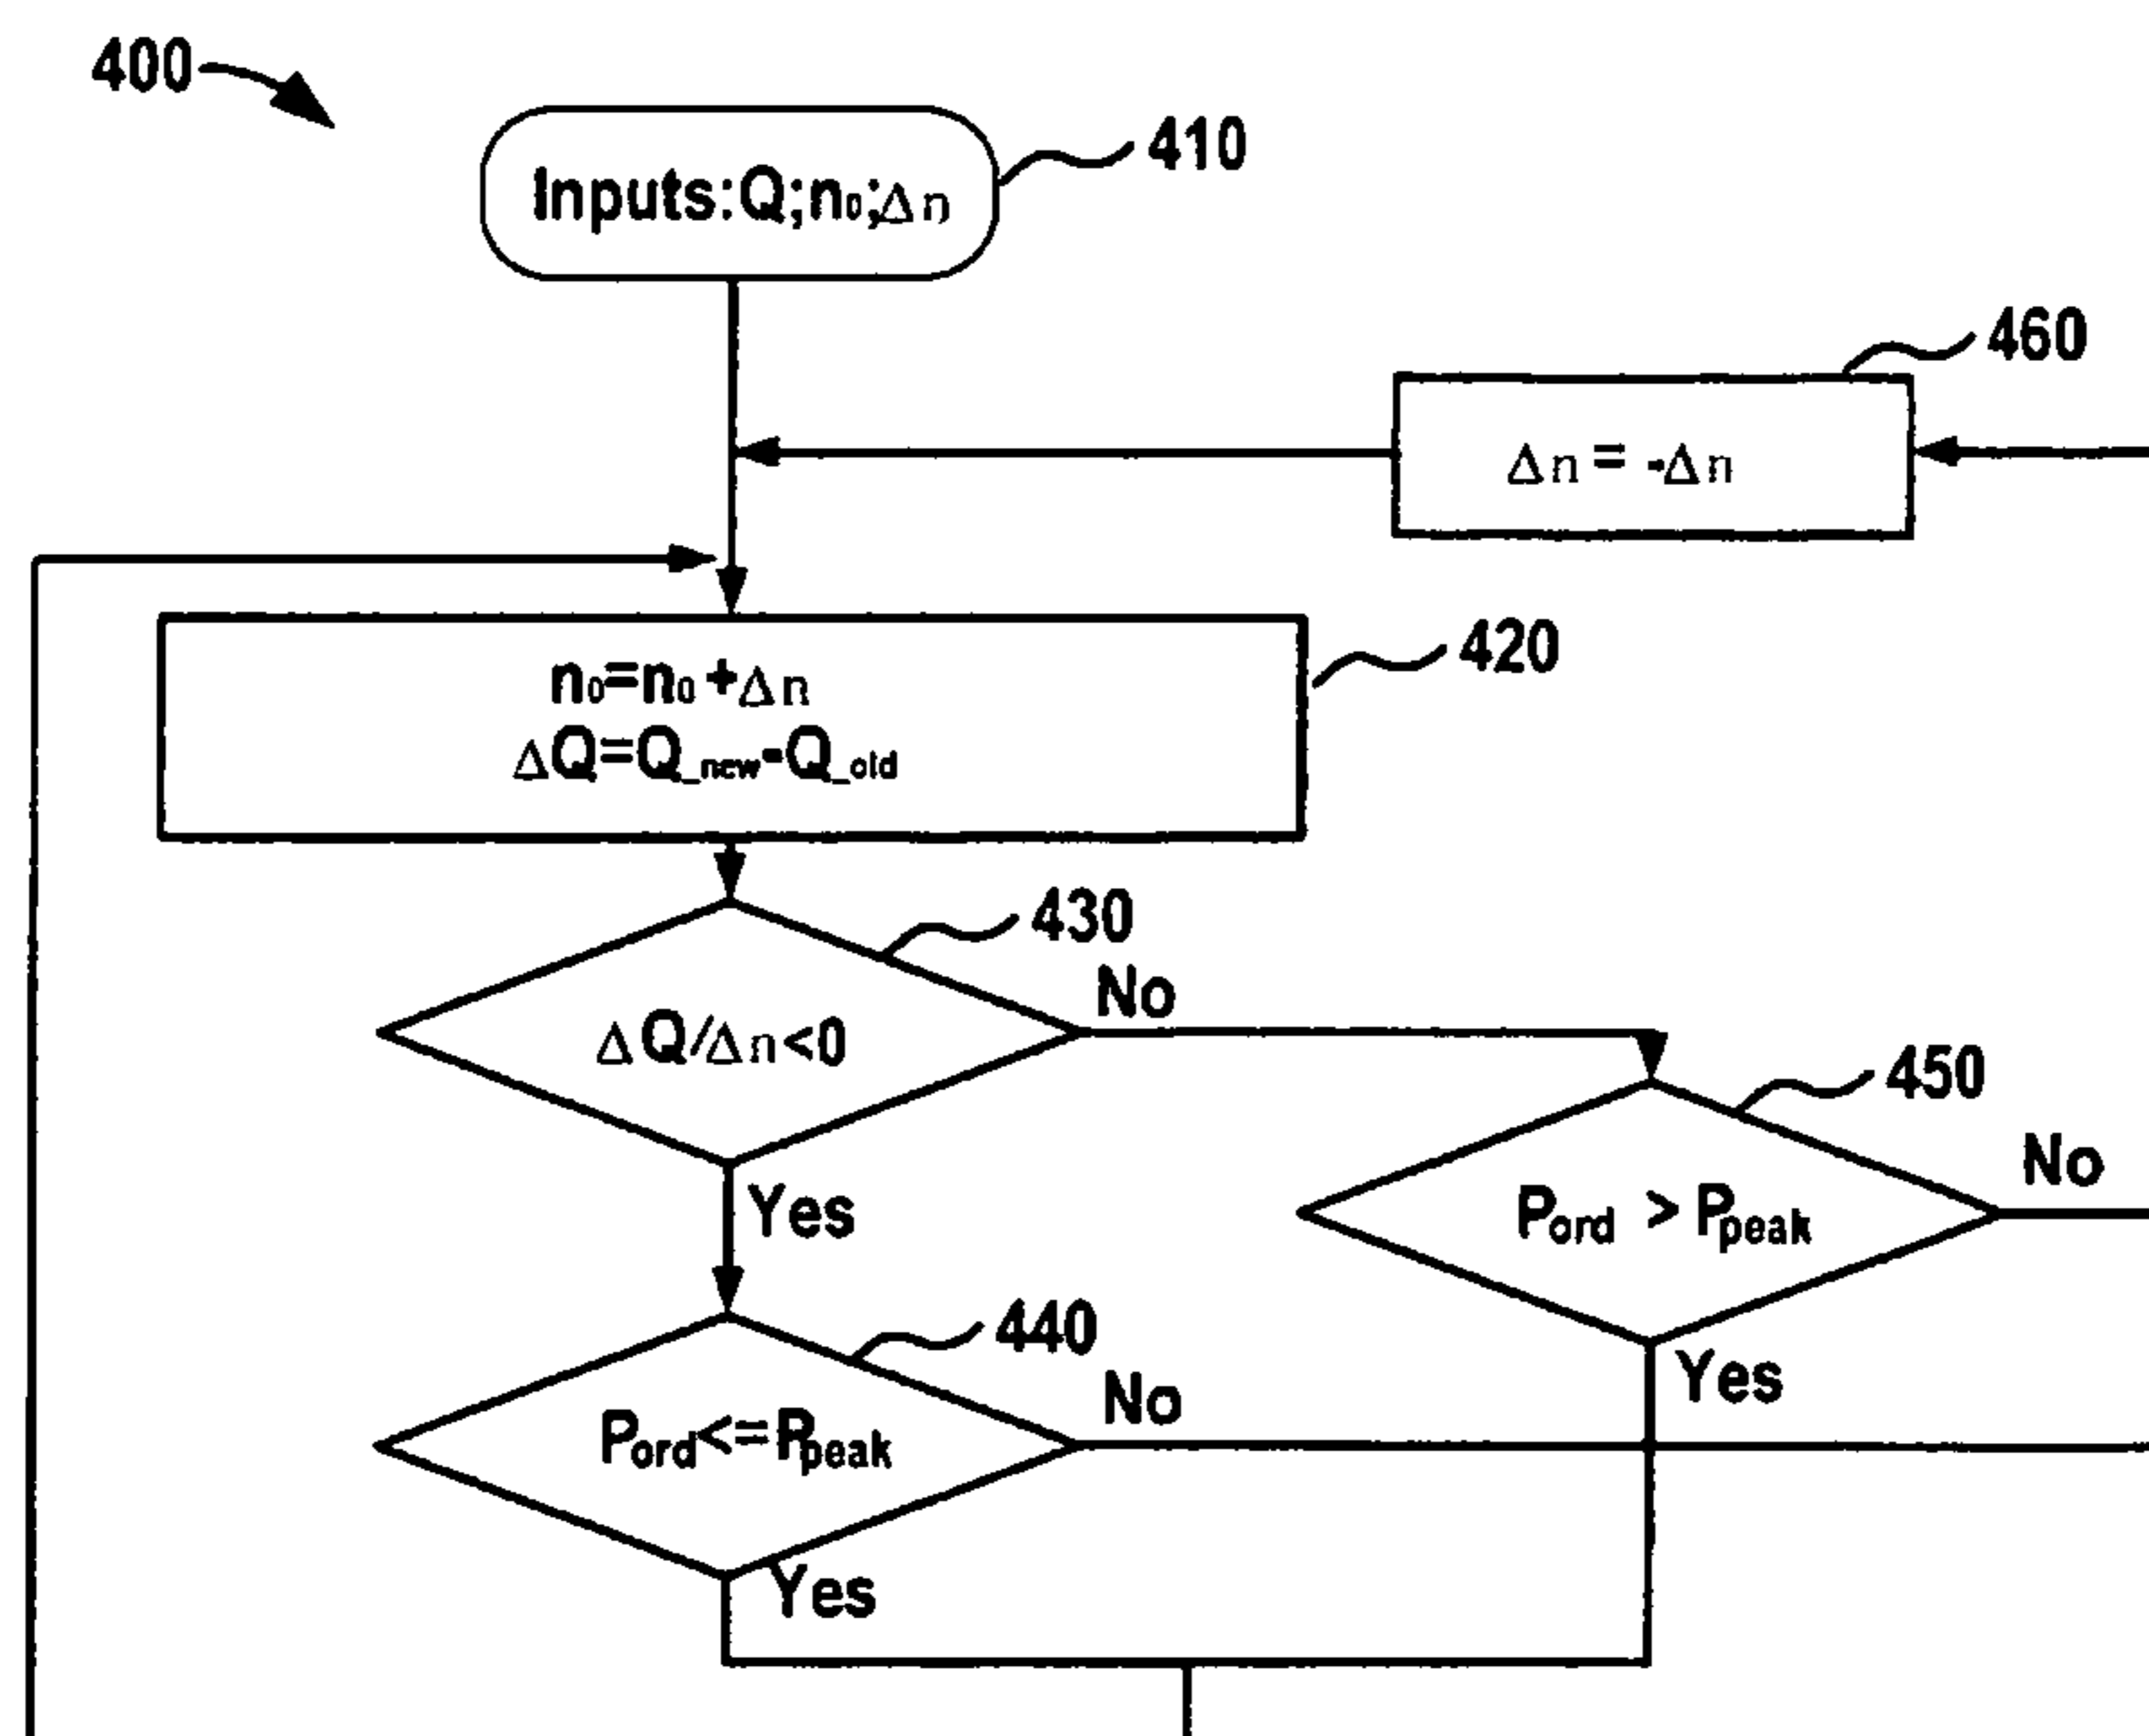 400
410
Inputs:Q;n₀;Δn
460
Δn = -Δn
420
n₀=n₀+Δn
ΔQ=Q_new-Q_old
430
No
ΔQ/Δn<0
450
No
Pord > Ppeak
Yes
440
No
Pord<=Ppeak
Yes
Yes